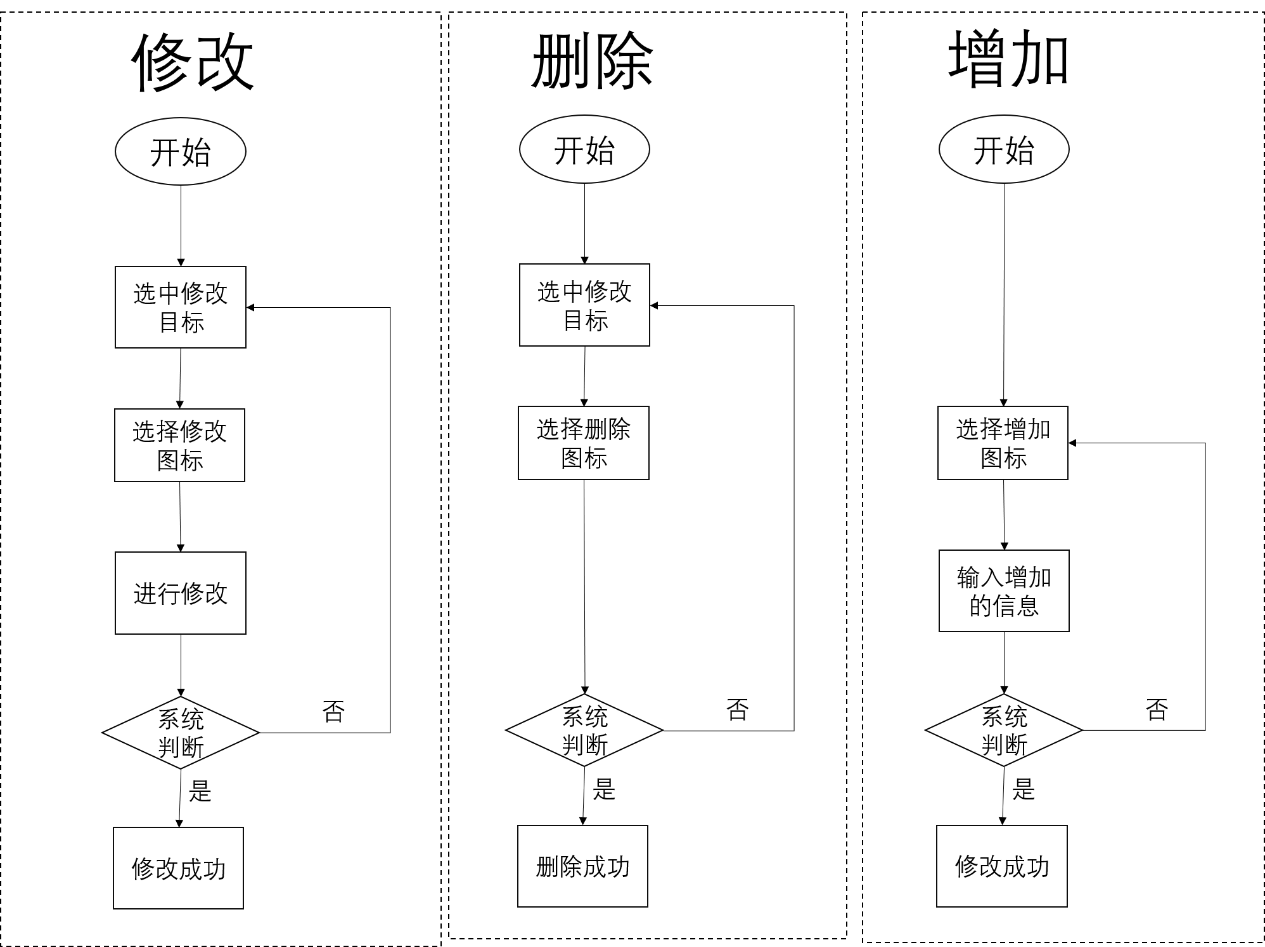 修改
开始
选中修改
目标
选择修改
图标
进行修改
系统
判断
否
是
修改成功
删除
开始
选中修改
目标
选择删除
图标
系统
判断
否
是
删除成功
增加
开始
选择增加
图标
输入增加
的信息
系统
判断
否
是
修改成功